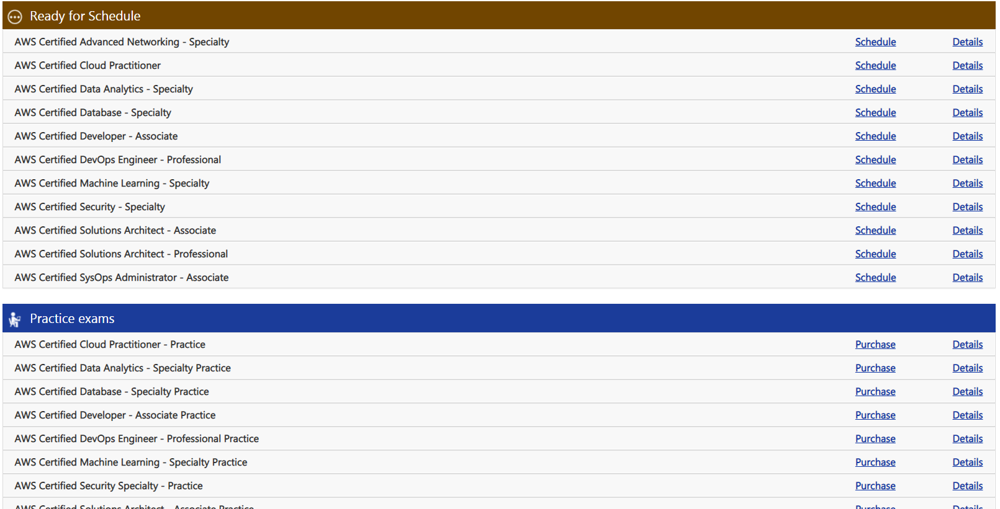 Ready for Schedule
AWS Certified Advanced Networking - Specialty Schedule Details
AWS Certified Cloud Practitioner Schedule Details
AWS Certified Data Analytics - Specialty Schedule Details
AWS Certified Database - Specialty Schedule Details
AWS Certified Developer - Associate Schedule Details
AWS Certified DevOps Engineer - Professional Schedule Details
AWS Certified Machine Learning - Specialty Schedule Details
AWS Certified Security - Specialty Schedule Details
AWS Certified Solutions Architect - Associate Schedule Details
AWS Certified Solutions Architect - Professional Schedule Details
AWS Certified SysOps Administrator - Associate Schedule Details
Practice exams
AWS Certified Cloud Practitioner - Practice Purchase Details
AWS Certified Data Analytics - Specialty Practice Purchase Details
AWS Certified Database - Specialty Practice Purchase Details
AWS Certified Developer - Associate Practice Purchase Details
AWS Certified DevOps Engineer - Professional Practice Purchase Details
AWS Certified Machine Learning - Specialty Practice Purchase Details
AWS Certified Security Specialty - Practice Purchase Details
AWS Certified Solutions Architect - Associate Practice Purchase Details